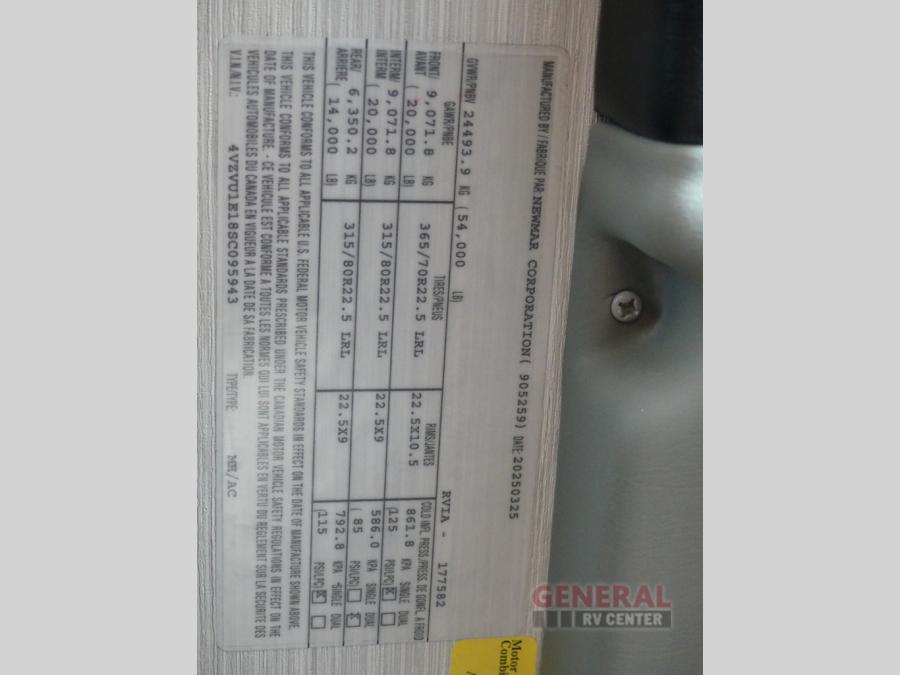 MANUFACTURED BY / FABRIQUE PAR: NEWMAR CORPORATION( 905259) DATE: 20250325
GVWR/PNBV 24493.9 KG (54,000 LB) RVIA - 177582
GAWR/PNBE TIRES/PNEUS RIMS/JANTES COLD INFL. PRESS/PRESS. DE GONFL A FROID
FRONT/ 9,071.8 KG 365/70R22.5 LRL 22.5X10.5 861.8 KPA SINGLE DUAL
AVANT ( 20,000 LB) (125 PSI/LPC) X
INTERM/ 9,071.8 KG 315/80R22.5 LRL 22.5X9 586.0 KPA SINGLE DUAL
INTERM ( 20,000 LB) ( 85 PSI/LPC) X
REAR/ 6,350.2 KG 315/80R22.5 LRL 22.5X9 792.8 KPA SINGLE DUAL
ARRIERE ( 14,000 LB) (115 PSI/LPC) X
THIS VEHICLE CONFORMS TO ALL APPLICABLE U.S. FEDERAL MOTOR VEHICLE SAFETY STANDARDS IN EFFECT ON THE DATE OF MANUFACTURE SHOWN ABOVE.
THIS VEHICLE CONFORMS TO ALL APPLICABLE STANDARDS PRESCRIBED UNDER THE CANADIAN MOTOR VEHICLE SAFETY REGULATIONS IN EFFECT ON THE
DATE OF MANUFACTURE. - CE VEHICULE EST CONFORME A TOUTES LES NORMES QUI LUI SONT APPLICABLES EN VERTU DU REGLEMENT SUR LA SECURITE DES
VEHICULES AUTOMOBILES DU CANADA EN VIGUEUR A LA DATE DE SA FABRICATION.
V.I.N./N.I.V.: 4VZVU1E18SC095943 TYPE/TYPE: MH/AC
Motor
Combi
GENERAL
RV CENTER